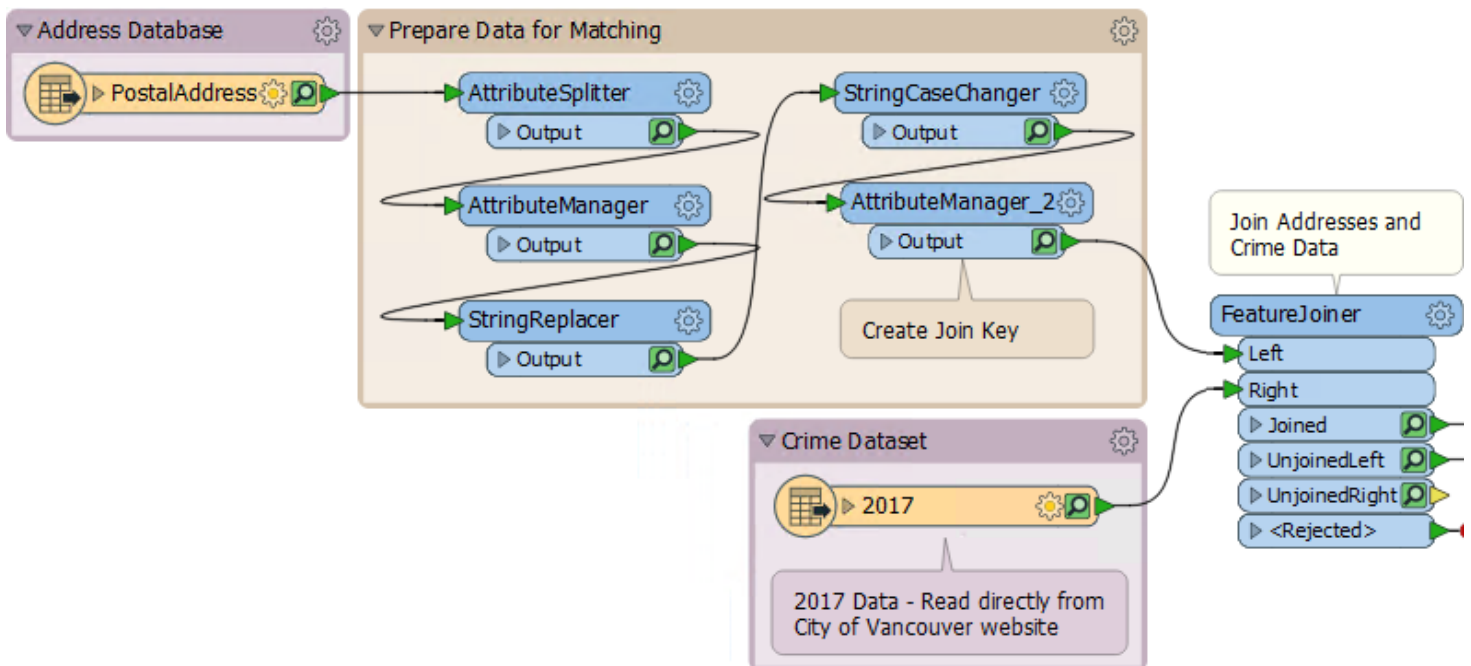 Address Database
PostalAddress
Prepare Data for Matching
AttributeSplitter
Output
AttributeManager
Output
StringReplacer
Output
StringCaseChanger
Output
AttributeManager_2
Output
Create Join Key
Join Addresses and
Crime Data
FeatureJoiner
Left
Right
Joined
UnjoinedLeft
UnjoinedRight
<Rejected>
Crime Dataset
2017
2017 Data - Read directly from
City of Vancouver website